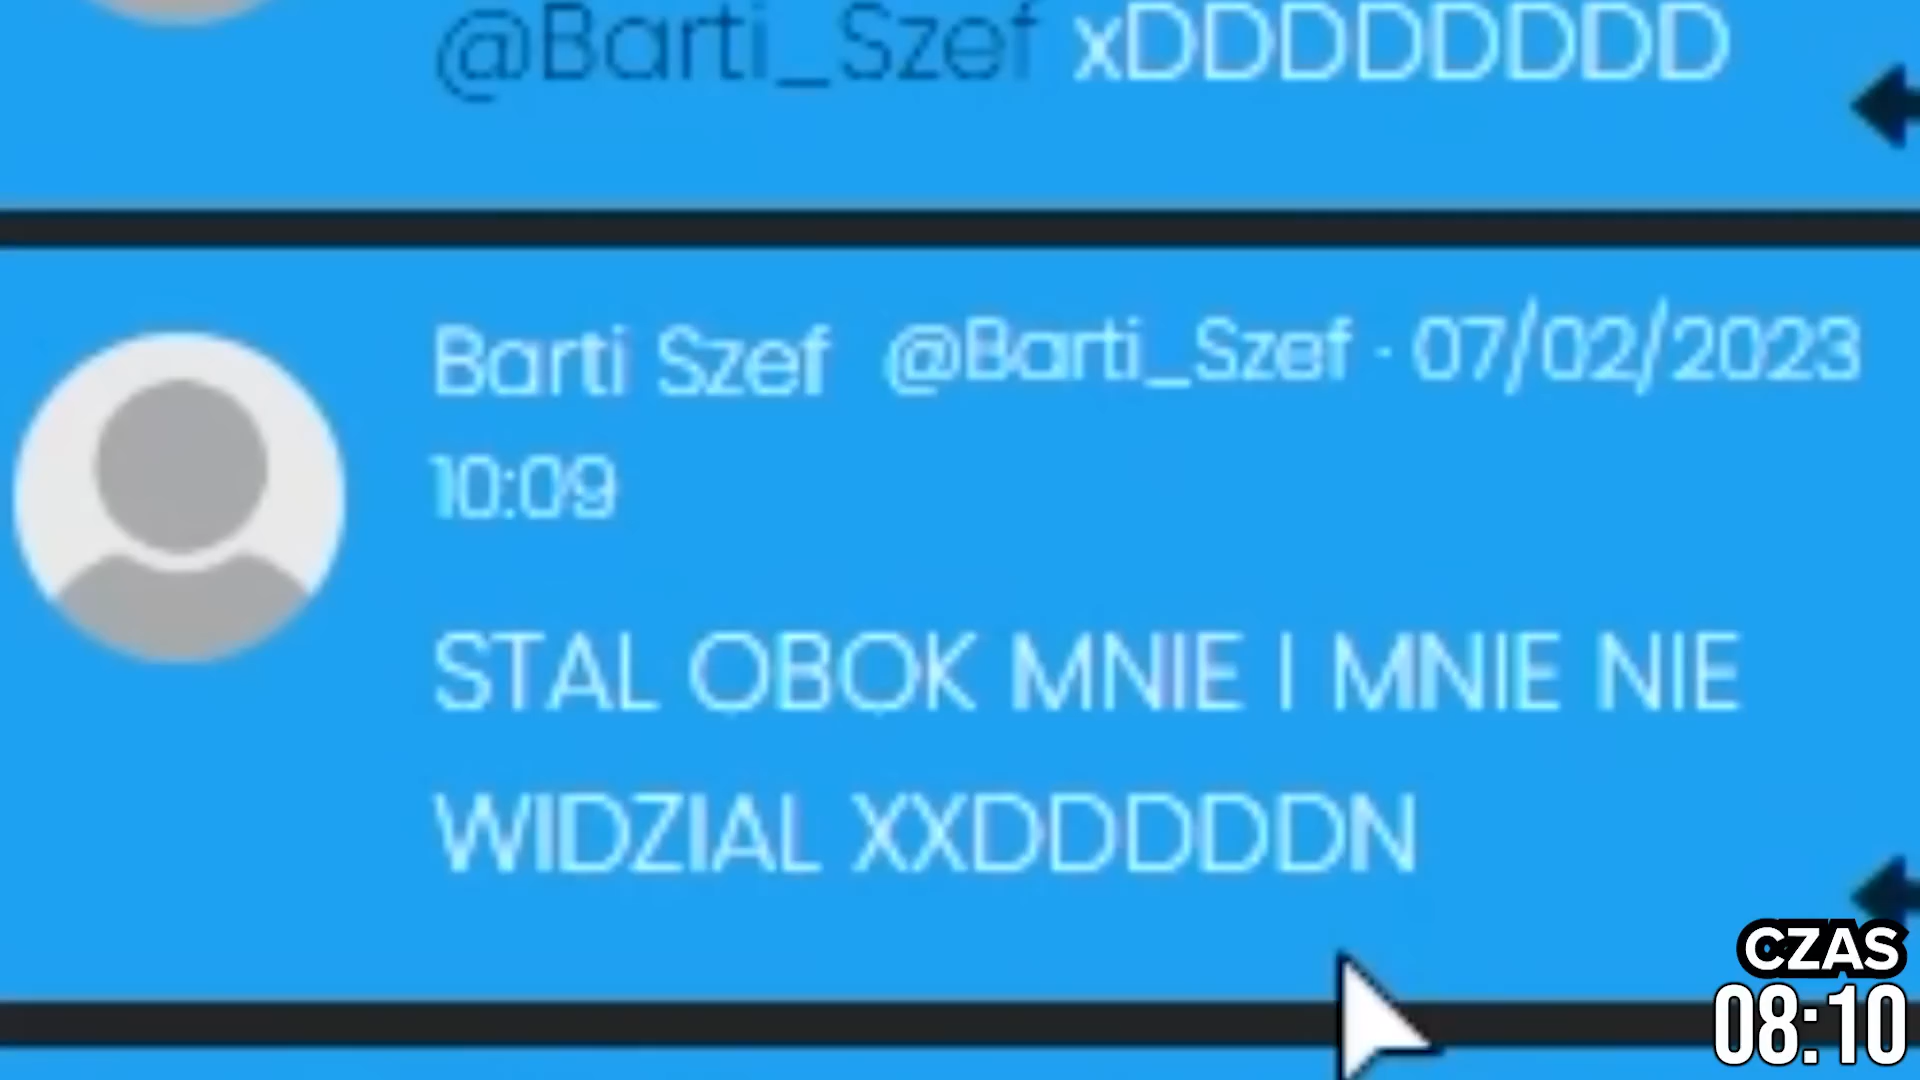 @Barti_Szef xDDDDDDDD
Barti Szef @Barti_Szef · 07/02/2023
10:09
STAL OBOK MNIE I MNIE NIE
WIDZIAL XXDDDDDN
CZAS
08:10